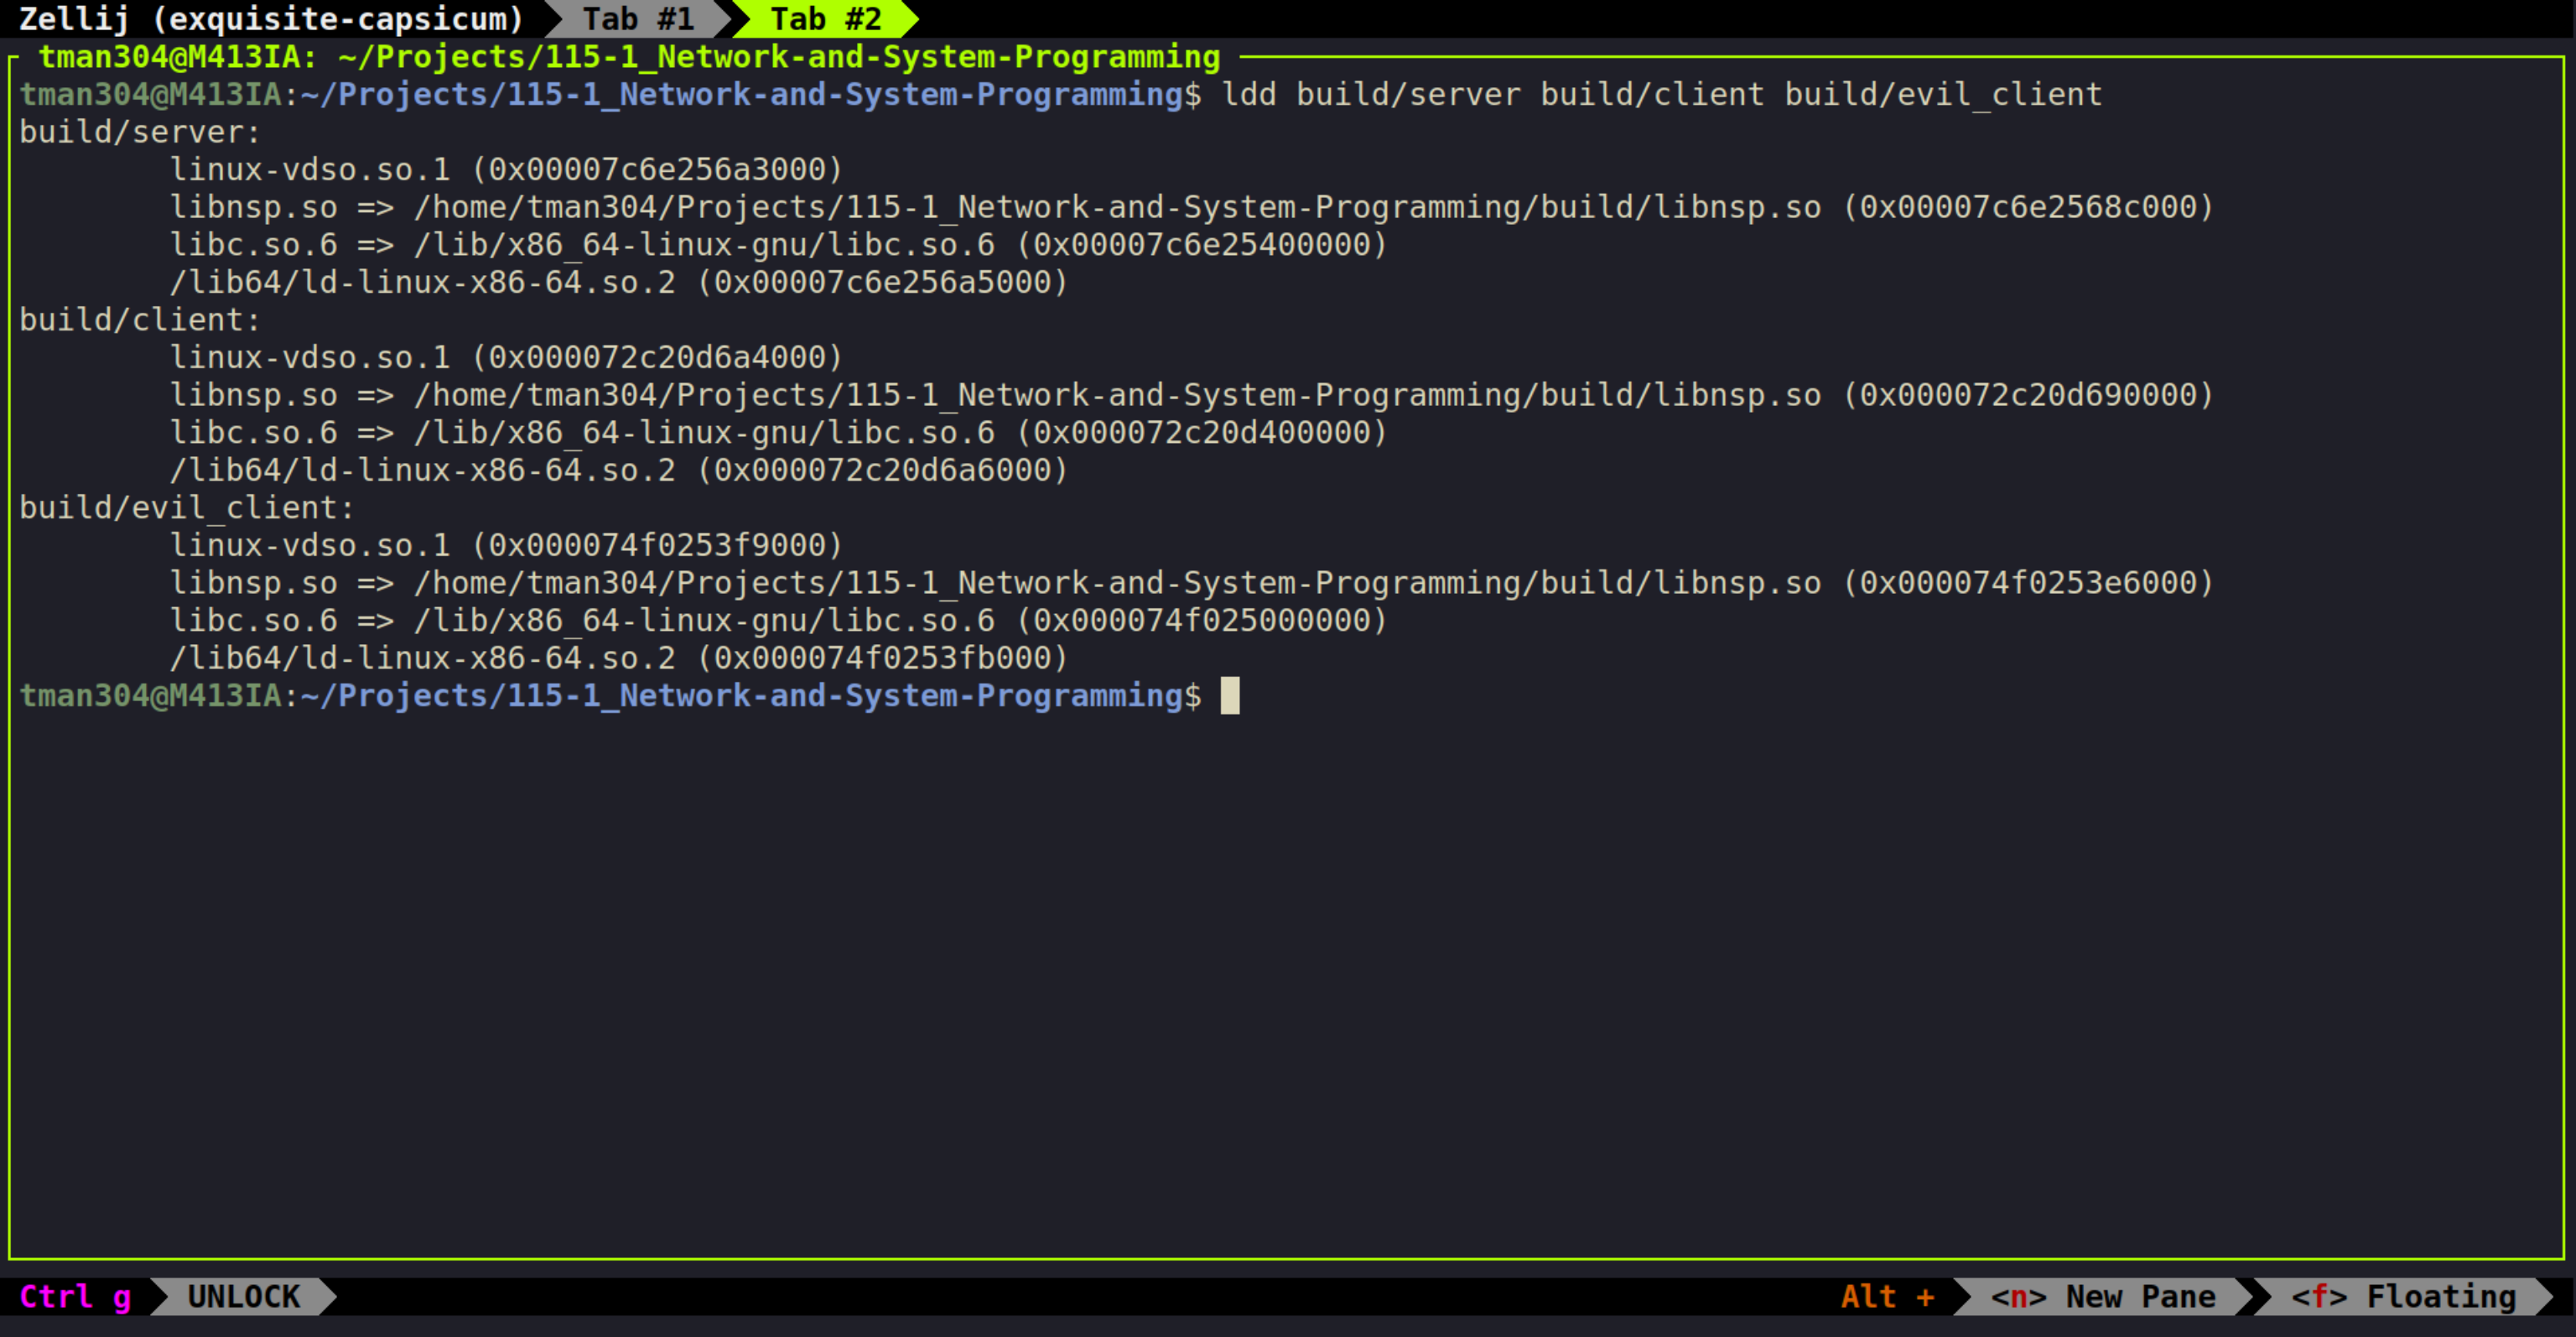 Zellij (exquisite-capsicum) Tab #1 Tab #2
tman304@M413IA: ~/Projects/115-1_Network-and-System-Programming
tman304@M413IA:~/Projects/115-1_Network-and-System-Programming$ ldd build/server build/client build/evil_client
build/server:
        linux-vdso.so.1 (0x00007c6e256a3000)
        libnsp.so => /home/tman304/Projects/115-1_Network-and-System-Programming/build/libnsp.so (0x00007c6e2568c000)
        libc.so.6 => /lib/x86_64-linux-gnu/libc.so.6 (0x00007c6e25400000)
        /lib64/ld-linux-x86-64.so.2 (0x00007c6e256a5000)
build/client:
        linux-vdso.so.1 (0x000072c20d6a4000)
        libnsp.so => /home/tman304/Projects/115-1_Network-and-System-Programming/build/libnsp.so (0x000072c20d690000)
        libc.so.6 => /lib/x86_64-linux-gnu/libc.so.6 (0x000072c20d400000)
        /lib64/ld-linux-x86-64.so.2 (0x000072c20d6a6000)
build/evil_client:
        linux-vdso.so.1 (0x000074f0253f9000)
        libnsp.so => /home/tman304/Projects/115-1_Network-and-System-Programming/build/libnsp.so (0x000074f0253e6000)
        libc.so.6 => /lib/x86_64-linux-gnu/libc.so.6 (0x000074f025000000)
        /lib64/ld-linux-x86-64.so.2 (0x000074f0253fb000)
tman304@M413IA:~/Projects/115-1_Network-and-System-Programming$
Ctrl g UNLOCK Alt + <n> New Pane <f> Floating